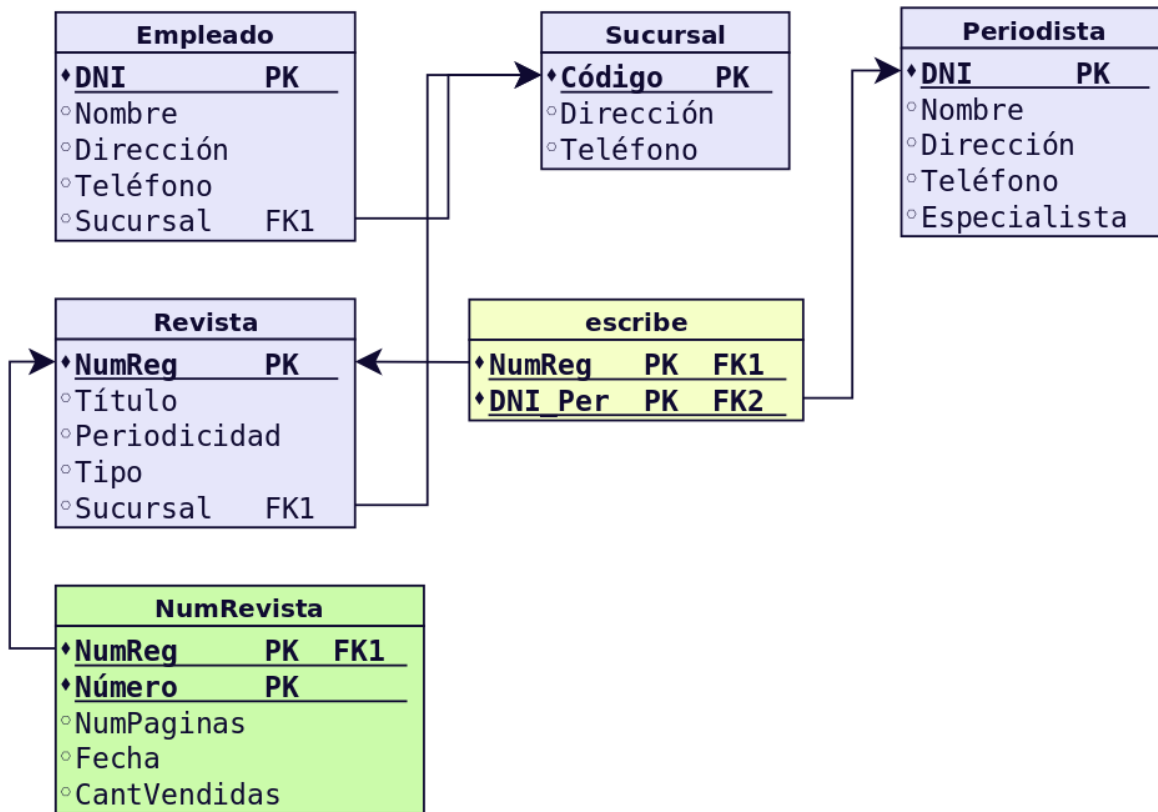 Empleado
DNI PK
Nombre
Dirección
Teléfono
Sucursal FK1
Sucursal
Código PK
Dirección
Teléfono
Periodista
DNI PK
Nombre
Dirección
Teléfono
Especialista
Revista
NumReg PK
Título
Periodicidad
Tipo
Sucursal FK1
escribe
NumReg PK FK1
DNI_Per PK FK2
NumRevista
NumReg PK FK1
Número PK
NumPaginas
Fecha
CantVendidas